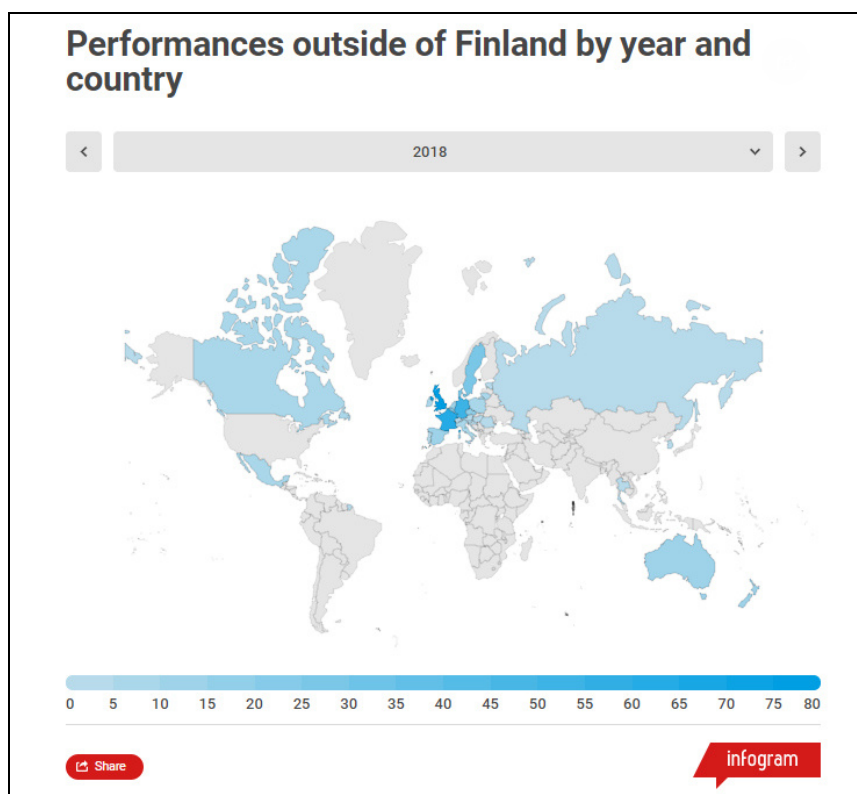 Performances outside of Finland by year and
country
2018
0 5 10 15 20 25 30 35 40 45 50 55 60 65 70 75 80
Share
infogram